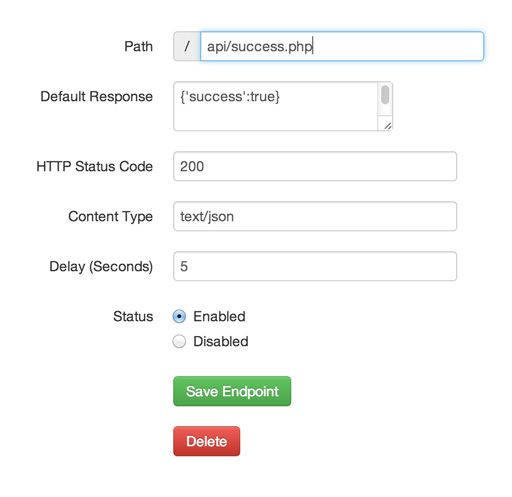 Path / api/success.php
Default Response {'success':true}
HTTP Status Code 200
Content Type text/json
Delay (Seconds) 5
Status Enabled
Disabled
Save Endpoint
Delete